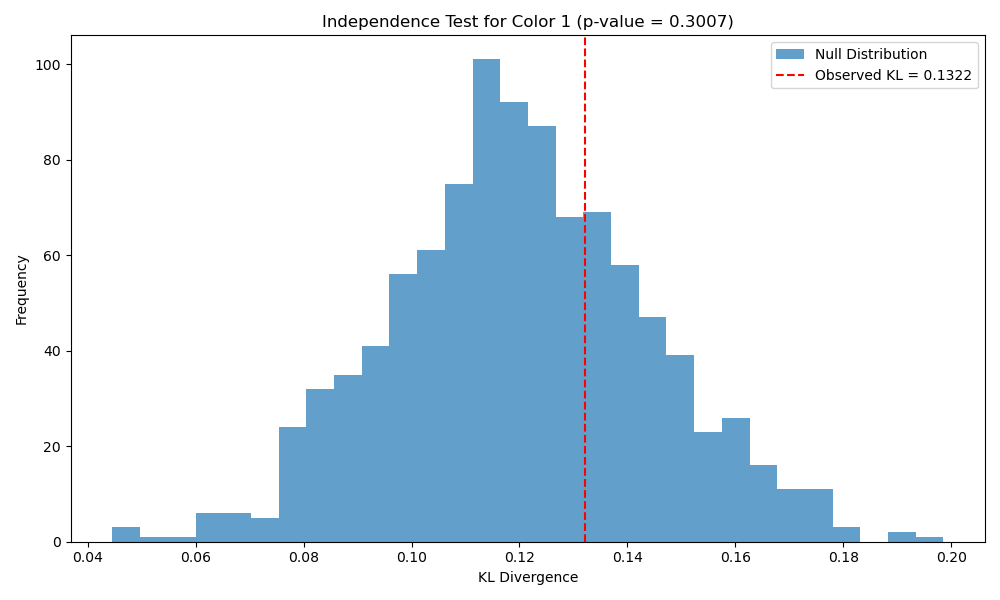 Independence Test for Color 1 (p-value = 0.3007)
Null Distribution
Observed KL = 0.1322
100
80
60
40
20
0
Frequency
0.04 0.06 0.08 0.10 0.12 0.14 0.16 0.18 0.20
KL Divergence